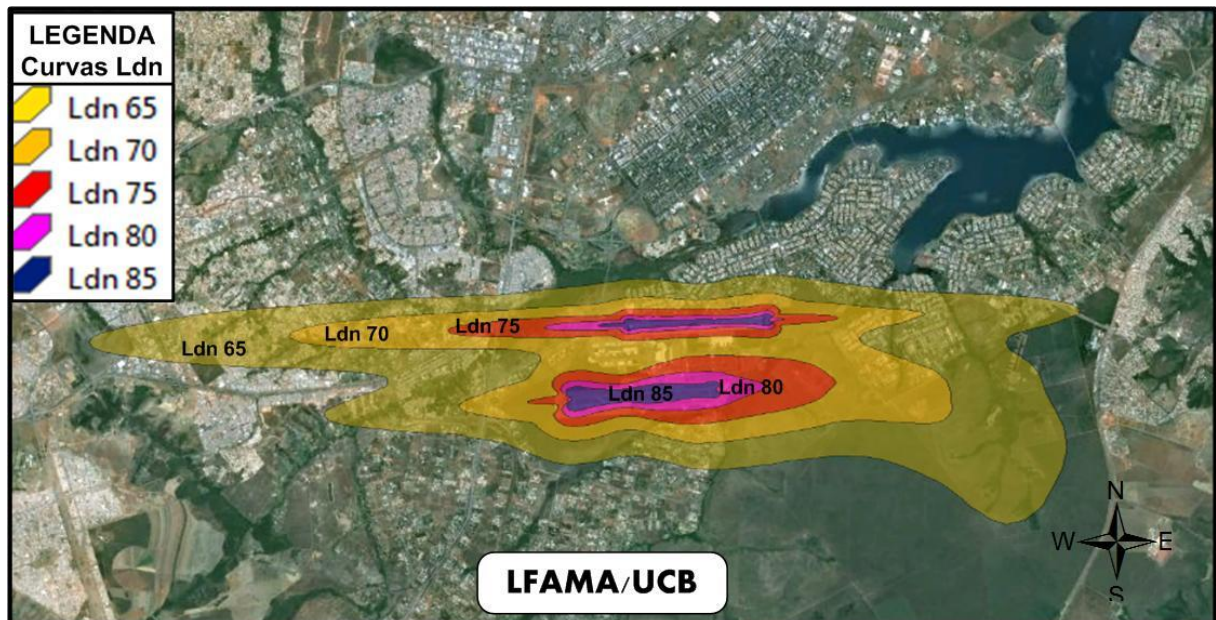 LEGENDA
Curvas Ldn
Ldn 65
Ldn 70
Ldn 75
Ldn 80
Ldn 85
Ldn 65
Ldn 70
Ldn 75
Ldn 85
Ldn 80
N
W
E
S
LFAMA/UCB